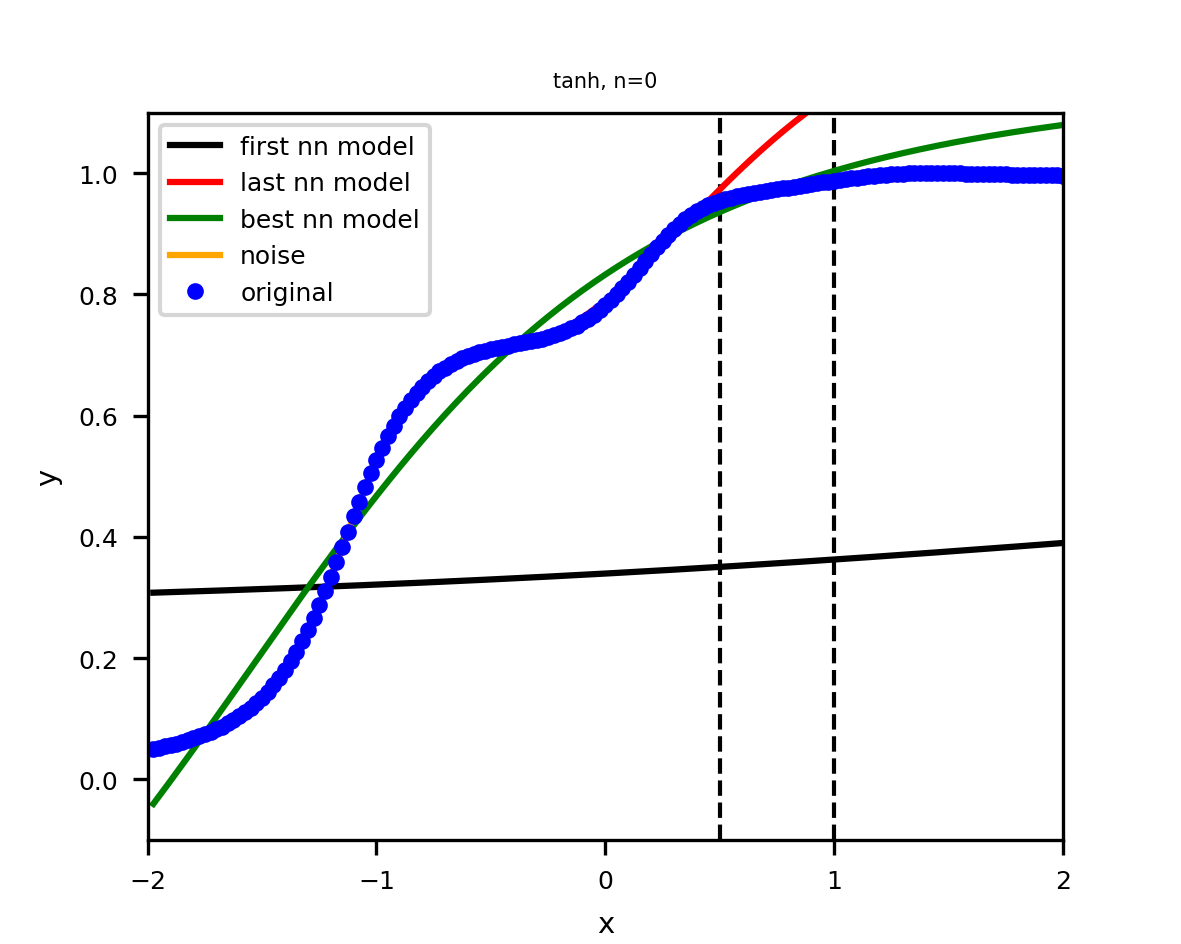 tanh, n=0
first nn model
last nn model
best nn model
noise
original
1.0
0.8
0.6
0.4
0.2
0.0
y
−2
−1
0
1
2
x